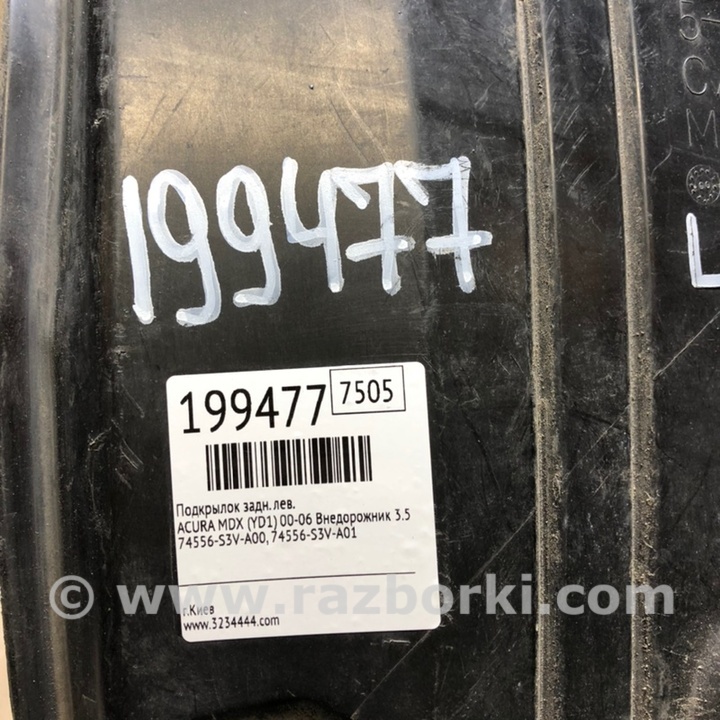 199477
L
199477 7505
Подкрылок задн. лев.
ACURA MDX (YD1) 00-06 Внедорожник 3.5
74556-S3V-A00, 74556-S3V-A01
© www.razborki.com
г.Киев
www.3234444.com